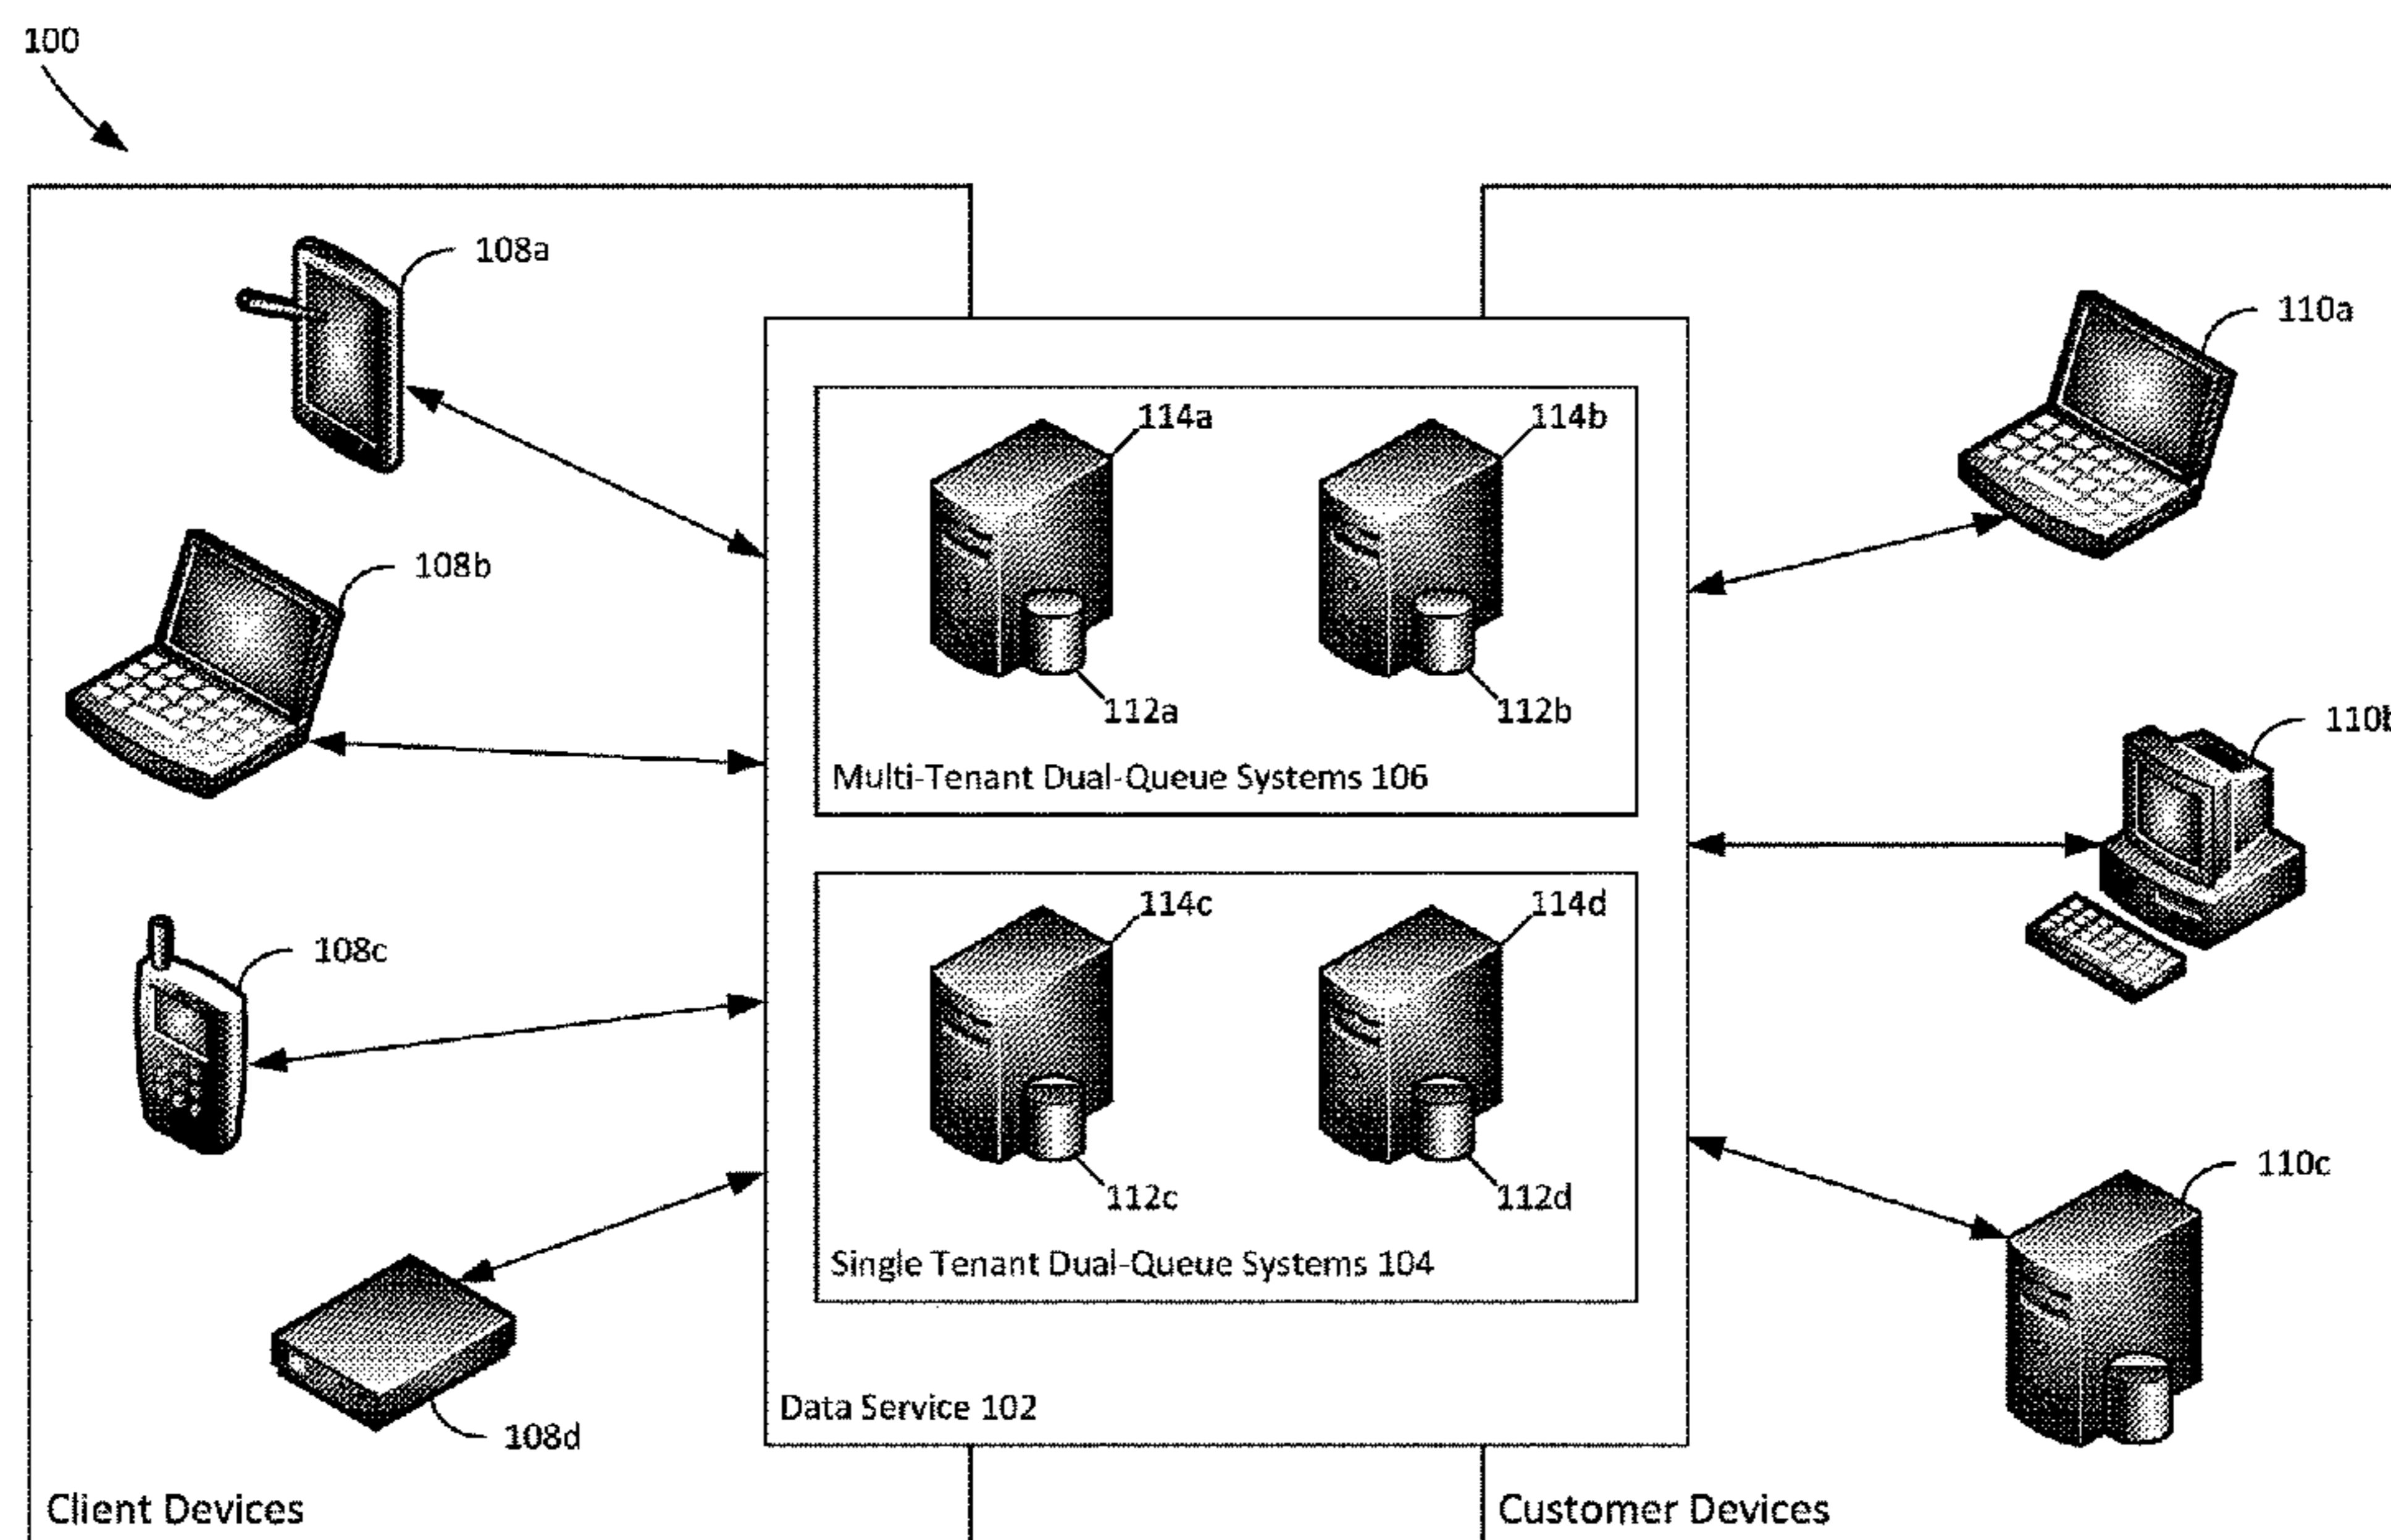 100
108a
110a
114a
114b
108b
112a
112b
110b
Multi-Tenant Dual-Queue Systems 106
114c
114d
108c
110c
112c
112d
Single Tenant Dual-Queue Systems 104
Data Service 102
108d
Client Devices
Customer Devices